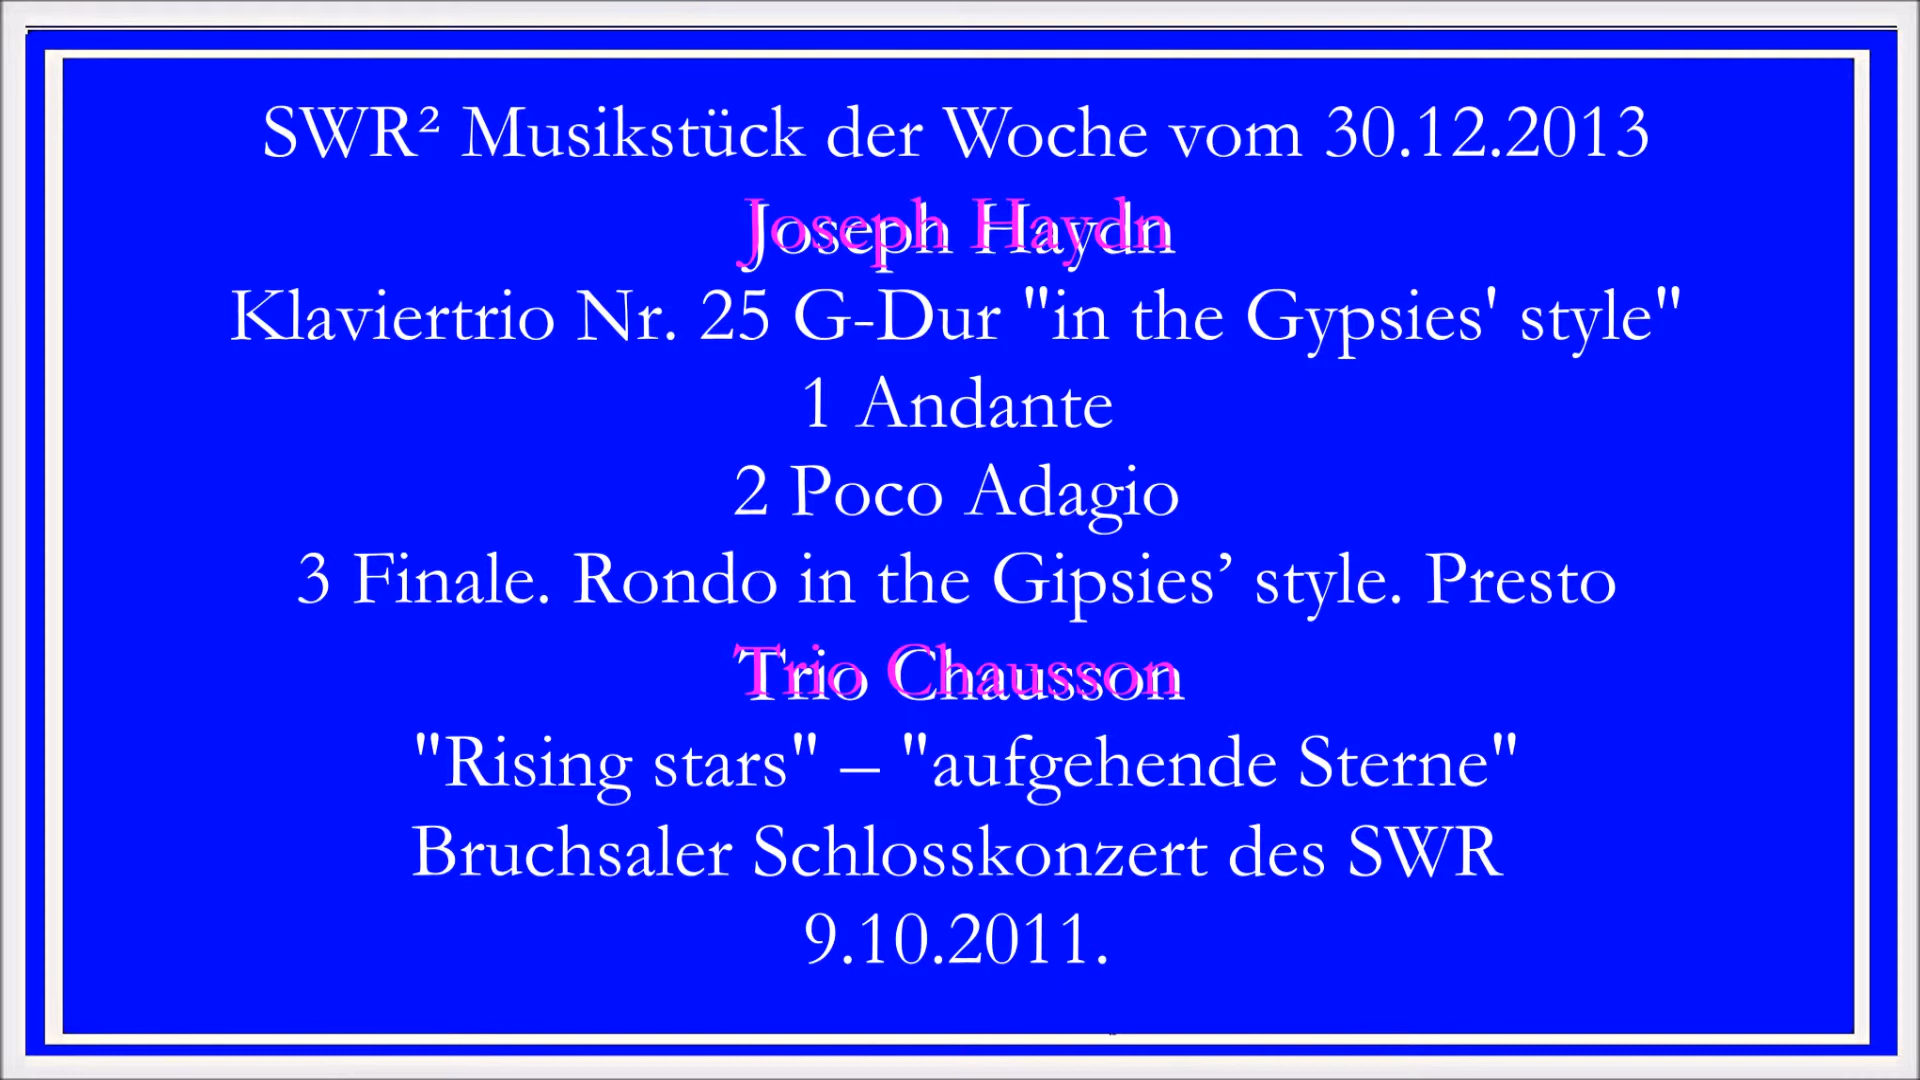 SWR² Musikstück der Woche vom 30.12.2013
Joseph Haydn
Klaviertrio Nr. 25 G-Dur "in the Gypsies' style"
1 Andante
2 Poco Adagio
3 Finale. Rondo in the Gipsies’ style. Presto
Trio Chausson
"Rising stars" – "aufgehende Sterne"
Bruchsaler Schlosskonzert des SWR
9.10.2011.